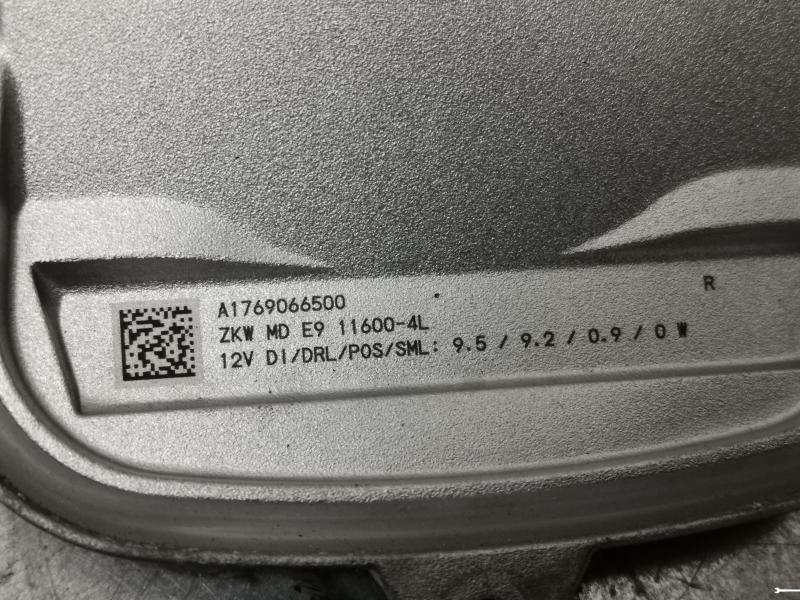 R
A1769066500
ZKW MD E9 11600-4L
12V DI/DRL/POS/SML: 9.5 / 9.2 / 0.9 / 0 W